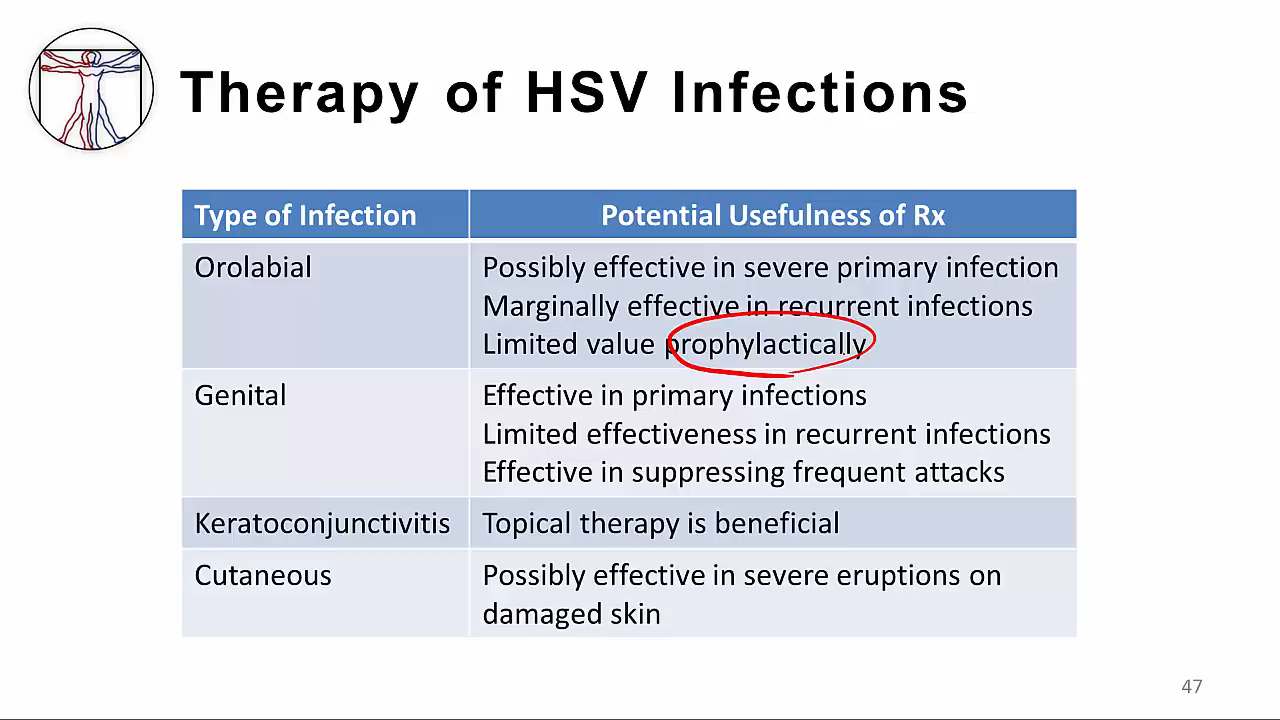 Therapy of HSV Infections
Type of Infection
Potential Usefulness of Rx
Orolabial
Possibly effective in severe primary infection
Marginally effective in recurrent infections
Limited value prophylactically
Genital
Effective in primary infections
Limited effectiveness in recurrent infections
Effective in suppressing frequent attacks
Keratoconjunctivitis
Topical therapy is beneficial
Cutaneous
Possibly effective in severe eruptions on
damaged skin
47